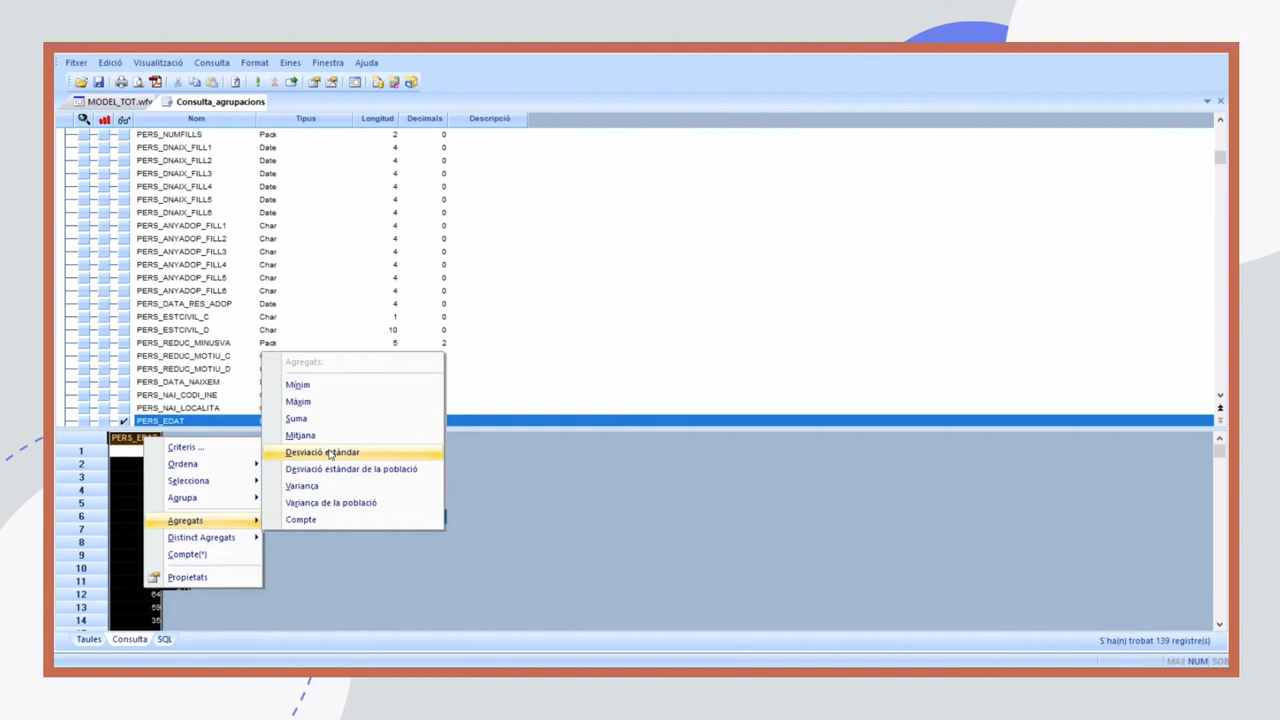 Fitxer Edició Visualització Consulta Format Eines Finestra Ajuda
MODEL_TOT.wfv Consulta_agrupacions
Nom Tipus Longitud Decimals Descripció
PERS_NUMFILLS Pack 2 0
PERS_DNAIX_FILL1 Date 4 0
PERS_DNAIX_FILL2 Date 4 0
PERS_DNAIX_FILL3 Date 4 0
PERS_DNAIX_FILL4 Date 4 0
PERS_DNAIX_FILL5 Date 4 0
PERS_DNAIX_FILL6 Date 4 0
PERS_ANYADOP_FILL1 Char 4 0
PERS_ANYADOP_FILL2 Char 4 0
PERS_ANYADOP_FILL3 Char 4 0
PERS_ANYADOP_FILL4 Char 4 0
PERS_ANYADOP_FILL5 Char 4 0
PERS_ANYADOP_FILL6 Char 4 0
PERS_DATA_RES_ADOP Date 4 0
PERS_ESTCIVIL_C Char 1 0
PERS_ESTCIVIL_D Char 10 0
PERS_REDUC_MINUSVA Pack 5 2
PERS_REDUC_MOTIU_C
PERS_REDUC_MOTIU_D
PERS_DATA_NAIXEM
PERS_NAI_CODI_INE
PERS_NAI_LOCALITA
PERS_EDAT
Agregats:
Mínim
Màxim
Suma
Mitjana
Desviació estàndar
Desviació estàndar de la població
Variança
Variança de la població
Compte
Criteris ...
Ordena
Selecciona
Agrupa
Agregats
Distinct Agregats
Compte(*)
Propietats
1
2
3
4
5
6
7
8
9
10
11
12 64
13 59
14 35
Taules Consulta SQL
S'ha(n) trobat 139 registre(s)
MAJ NUM SOB